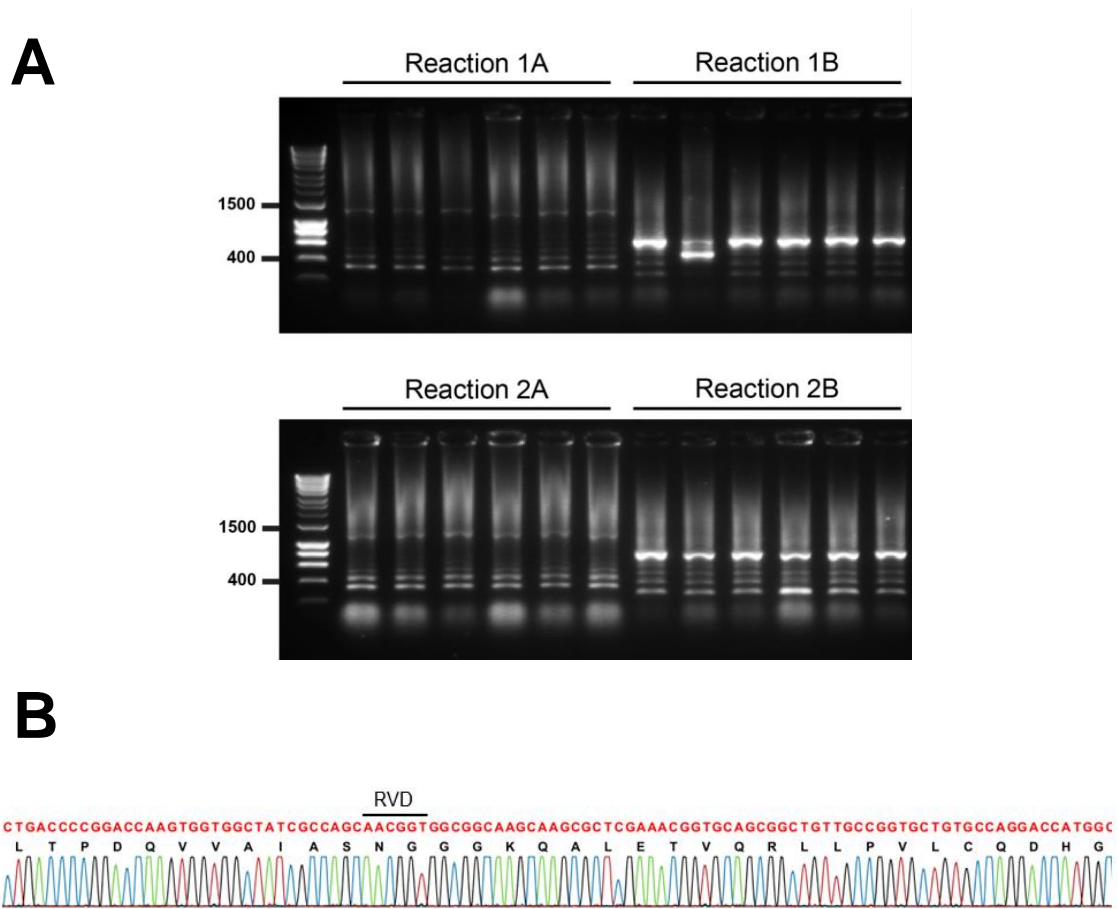 A
Reaction 1A Reaction 1B
1500
400
Reaction 2A Reaction 2B
1500
400
B
RVD
CTGACCCCGGACCAAGTGGTGGCTATCGCCAGCAACGGTGGCGGCAAGCAAGCGCTCGAAACGGTGCAGCGGCTGTTGCCGGTGCTGTGCCAGGACCATGGC
L T P D Q V V A I A S N G G G K Q A L E T V Q R L L P V L C Q D H G